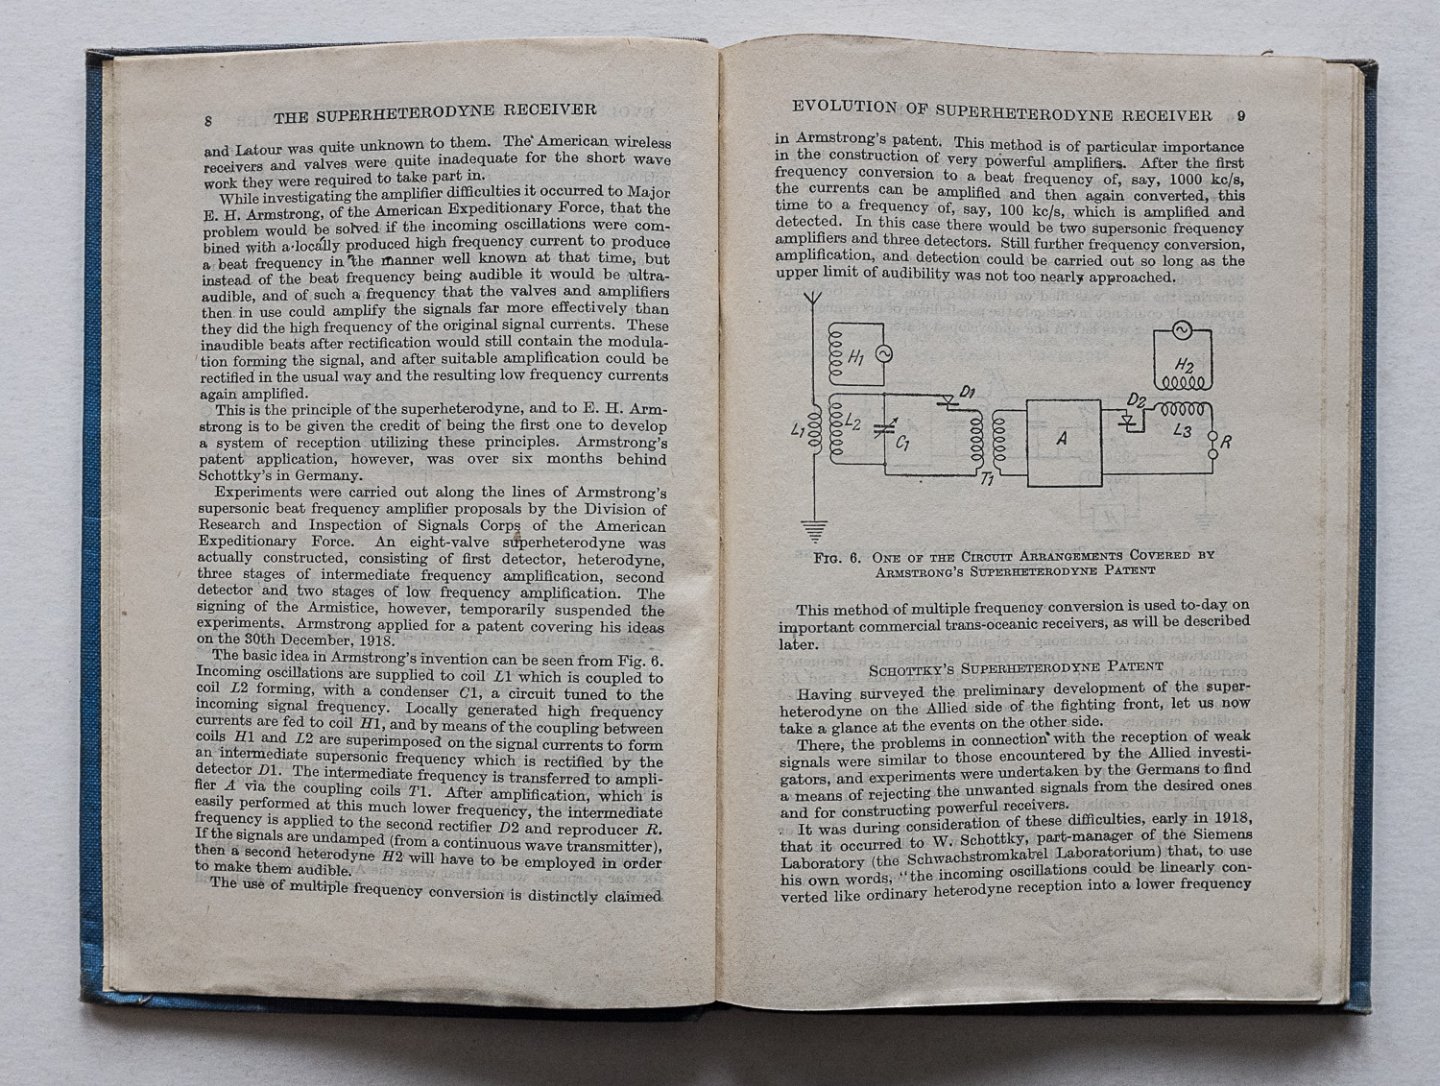 8 THE SUPERHETERODYNE RECEIVER
and Latour was quite unknown to them. The American wireless
receivers and valves were quite inadequate for the short wave
work they were required to take part in.
While investigating the amplifier difficulties it occurred to Major
E. H. Armstrong, of the American Expeditionary Force, that the
problem would be solved if the incoming oscillations were com-
bined with a locally produced high frequency current to produce
a beat frequency in the manner well known at that time, but
instead of the beat frequency being audible it would be ultra-
audible, and of such a frequency that the valves and amplifiers
then in use could amplify the signals far more effectively than
they did the high frequency of the original signal currents. These
inaudible beats after rectification would still contain the modula-
tion forming the signal, and after suitable amplification could be
rectified in the usual way and the resulting low frequency currents
again amplified.
This is the principle of the superheterodyne, and to E. H. Arm-
strong is to be given the credit of being the first one to develop
a system of reception utilizing these principles. Armstrong's
patent application, however, was over six months behind
Schottky's in Germany.
Experiments were carried out along the lines of Armstrong's
supersonic beat frequency amplifier proposals by the Division of
Research and Inspection of Signals Corps of the American
Expeditionary Force. An eight-valve superheterodyne was
actually constructed, consisting of first detector, heterodyne,
three stages of intermediate frequency amplification, second
detector and two stages of low frequency amplification. The
signing of the Armistice, however, temporarily suspended the
experiments. Armstrong applied for a patent covering his ideas
on the 30th December, 1918.
The basic idea in Armstrong's invention can be seen from Fig. 6.
Incoming oscillations are supplied to coil L1 which is coupled to
coil L2 forming, with a condenser C1, a circuit tuned to the
incoming signal frequency. Locally generated high frequency
currents are fed to coil H1, and by means of the coupling between
coils H1 and L2 are superimposed on the signal currents to form
an intermediate supersonic frequency which is rectified by the
detector D1. The intermediate frequency is transferred to ampli-
fier A via the coupling coils T1. After amplification, which is
easily performed at this much lower frequency, the intermediate
frequency is applied to the second rectifier D2 and reproducer R.
If the signals are undamped (from a continuous wave transmitter),
then a second heterodyne H2 will have to be employed in order
to make them audible.
The use of multiple frequency conversion is distinctly claimed
EVOLUTION OF SUPERHETERODYNE RECEIVER 9
in Armstrong's patent. This method is of particular importance
in the construction of very powerful amplifiers. After the first
frequency conversion to a beat frequency of, say, 1000 kc/s,
the currents can be amplified and then again converted, this
time to a frequency of, say, 100 kc/s, which is amplified and
detected. In this case there would be two supersonic frequency
amplifiers and three detectors. Still further frequency conversion,
amplification, and detection could be carried out so long as the
upper limit of audibility was not too nearly approached.
H1
H2
D1
D2
L1
L2
C1
A
L3
R
T1
FIG. 6. ONE OF THE CIRCUIT ARRANGEMENTS COVERED BY
ARMSTRONG'S SUPERHETERODYNE PATENT
This method of multiple frequency conversion is used to-day on
important commercial trans-oceanic receivers, as will be described
later.
SCHOTTKY'S SUPERHETERODYNE PATENT
Having surveyed the preliminary development of the super-
heterodyne on the Allied side of the fighting front, let us now
take a glance at the events on the other side.
There, the problems in connection with the reception of weak
signals were similar to those encountered by the Allied investi-
gators, and experiments were undertaken by the Germans to find
a means of rejecting the unwanted signals from the desired ones
and for constructing powerful receivers.
It was during consideration of these difficulties, early in 1918,
that it occurred to W. Schottky, part-manager of the Siemens
Laboratory (the Schwachstromkabel Laboratorium) that, to use
his own words, "the incoming oscillations could be linearly con-
verted like ordinary heterodyne reception into a lower frequency